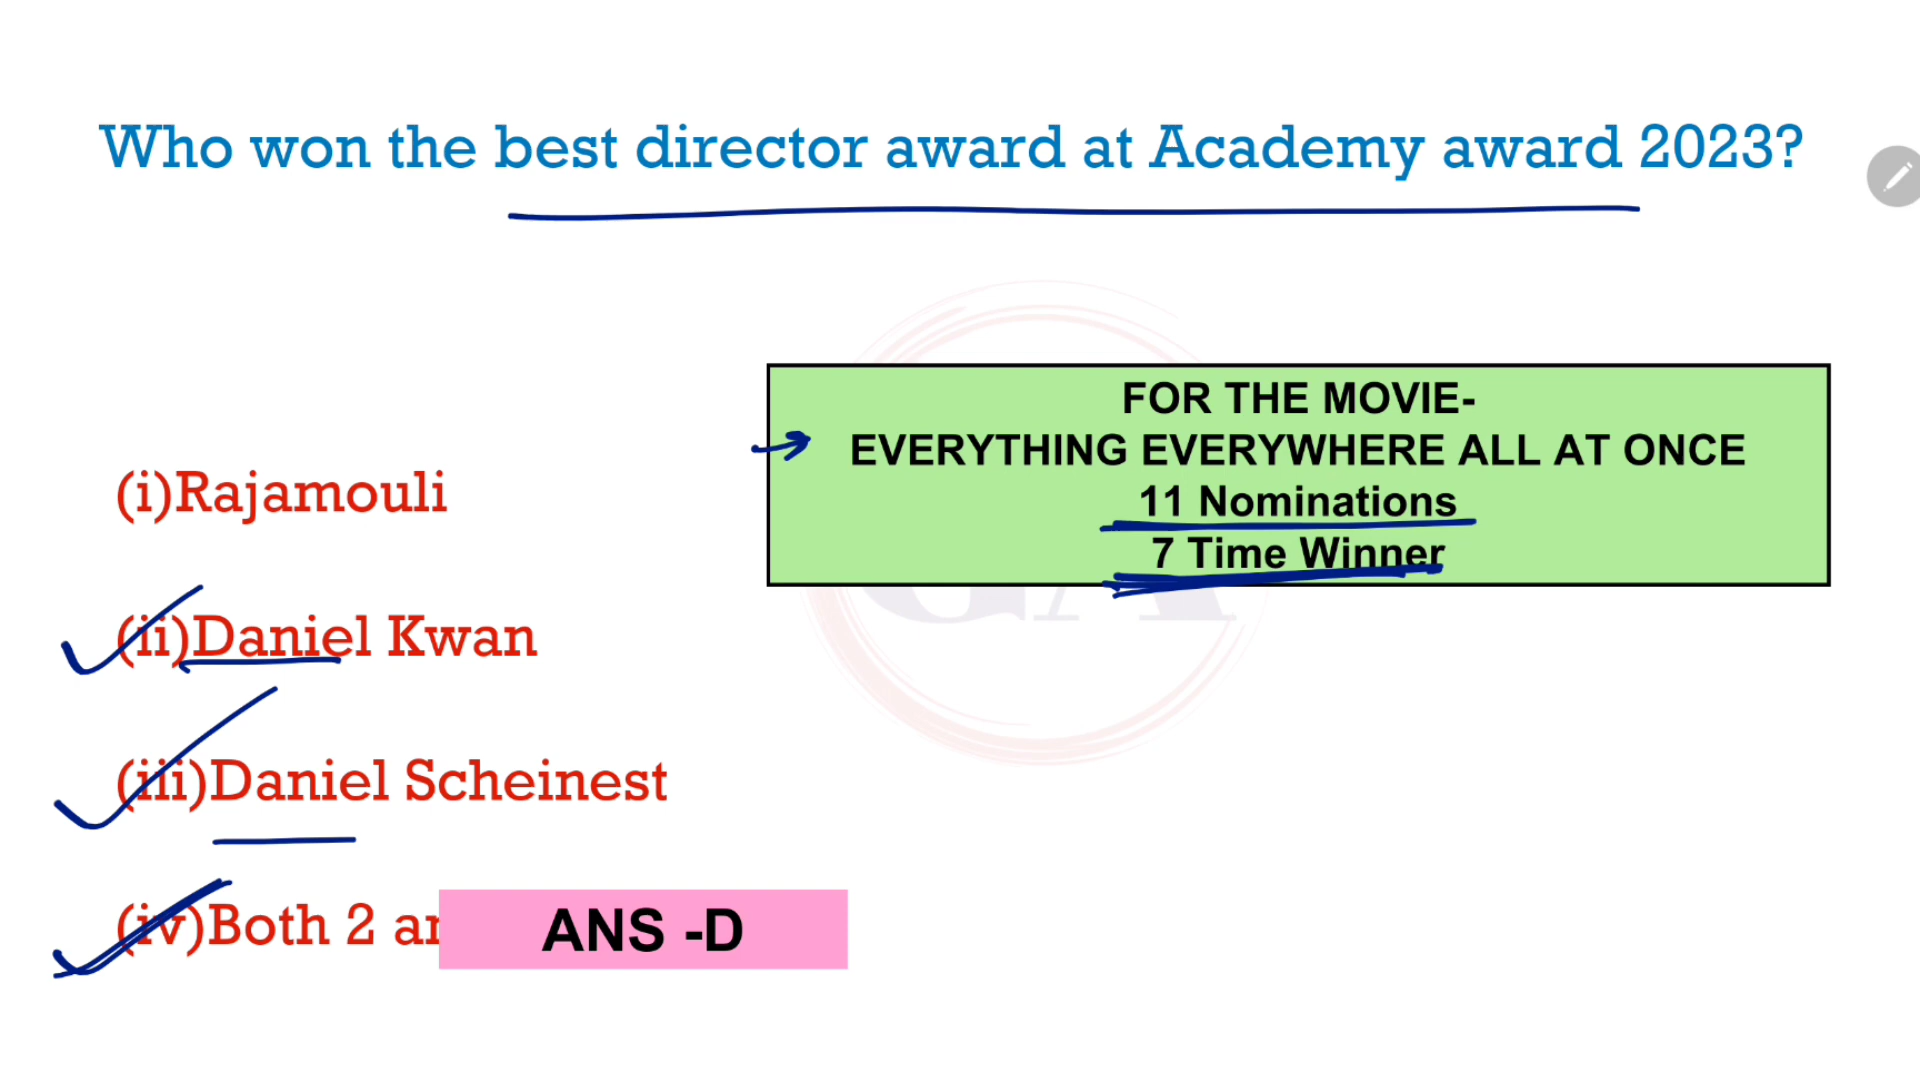 Who won the best director award at Academy award 2023?
FOR THE MOVIE-
EVERYTHING EVERYWHERE ALL AT ONCE
11 Nominations
7 Time Winner
(i)Rajamouli
(ii)Daniel Kwan
(iii)Daniel Scheinest
(iv)Both 2
ANS -D